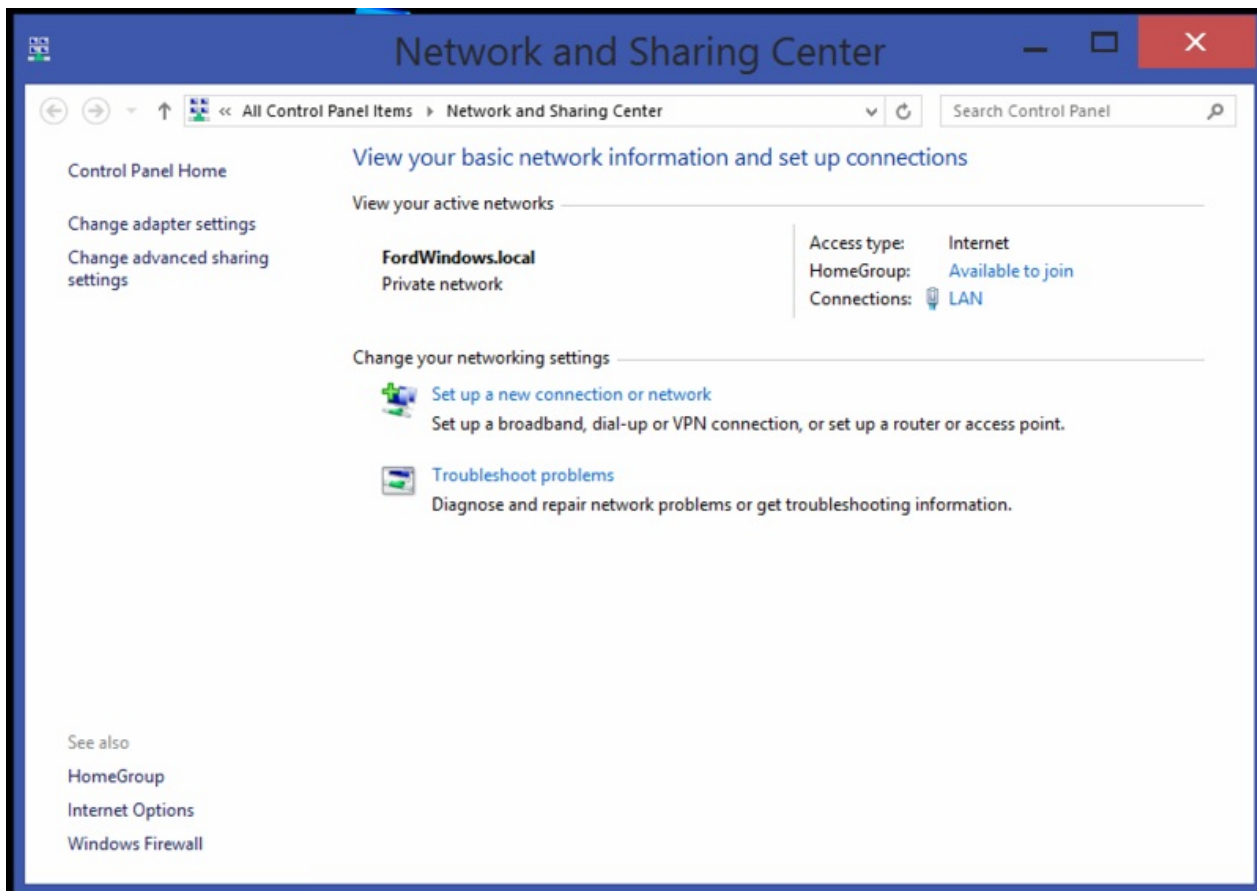 Network and Sharing Center
« All Control Panel Items ▸ Network and Sharing Center
Search Control Panel
Control Panel Home
Change adapter settings
Change advanced sharing
settings
View your basic network information and set up connections
View your active networks
FordWindows.local
Private network
Access type: Internet
HomeGroup: Available to join
Connections: LAN
Change your networking settings
Set up a new connection or network
Set up a broadband, dial-up or VPN connection, or set up a router or access point.
Troubleshoot problems
Diagnose and repair network problems or get troubleshooting information.
See also
HomeGroup
Internet Options
Windows Firewall